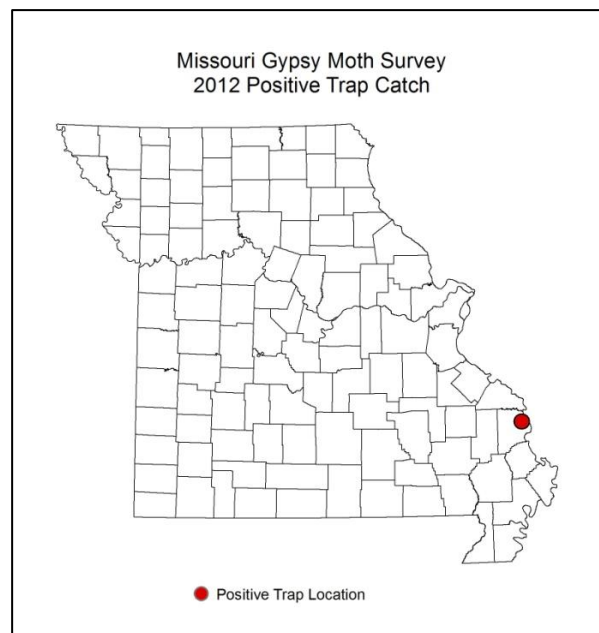 Missouri Gypsy Moth Survey
2012 Positive Trap Catch
Positive Trap Location